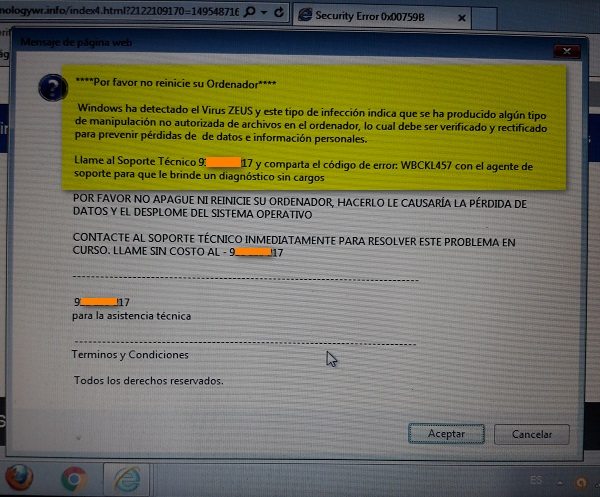 nologywr.info/index4.html?2122109170=149548716
Security Error 0x00759B
Mensaje de página web
****Por favor no reinicie su Ordenador****
Windows ha detectado el Virus ZEUS y este tipo de infección indica que se ha producido algún tipo
de manipulación no autorizada de archivos en el ordenador, lo cual debe ser verificado y rectificado
para prevenir pérdidas de de datos e información personales.
Llame al Soporte Técnico 9 17 y comparta el código de error: WBCKL457 con el agente de
soporte para que le brinde un diagnóstico sin cargos
POR FAVOR NO APAGUE NI REINICIE SU ORDENADOR, HACERLO LE CAUSARÍA LA PÉRDIDA DE
DATOS Y EL DESPLOME DEL SISTEMA OPERATIVO
CONTACTE AL SOPORTE TÉCNICO INMEDIATAMENTE PARA RESOLVER ESTE PROBLEMA EN
CURSO. LLAME SIN COSTO AL - 9 17
9 17
para la asistencia técnica
Terminos y Condiciones
Todos los derechos reservados.
Aceptar Cancelar
ES